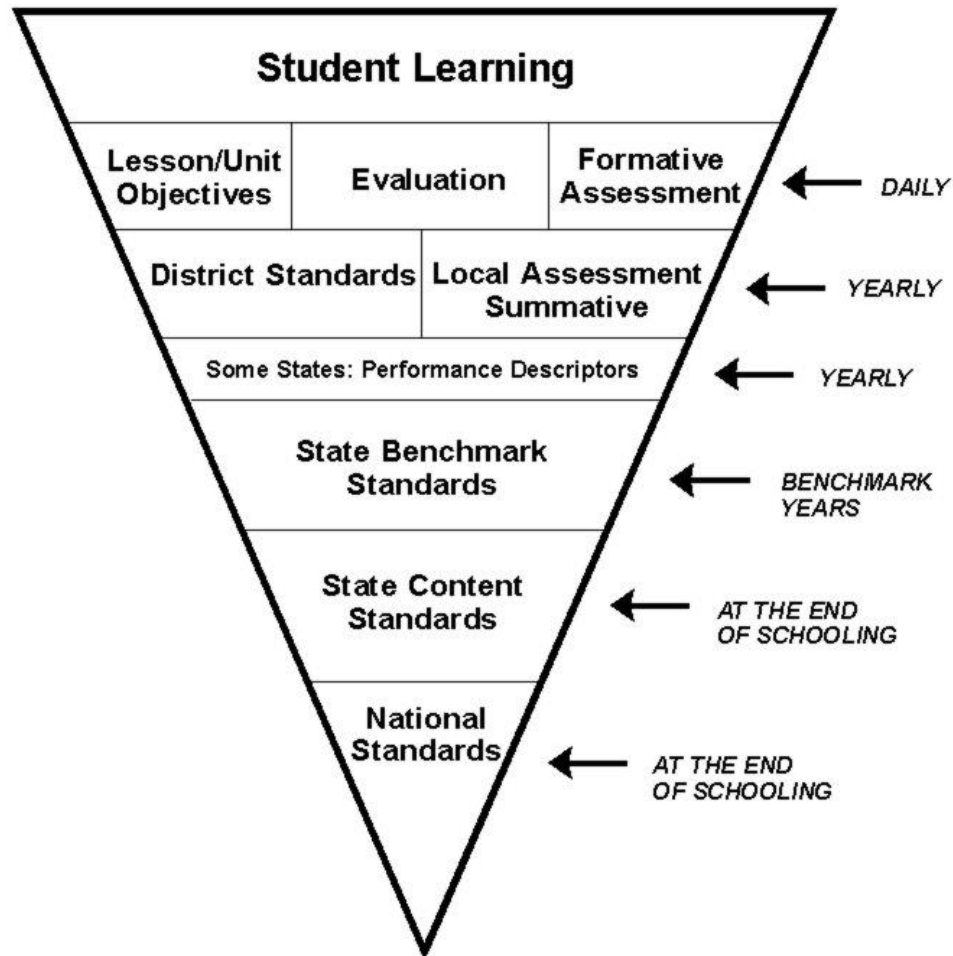 Student Learning
Lesson/Unit
Objectives
Evaluation
Formative
Assessment
DAILY
District Standards
Local Assessment
Summative
YEARLY
Some States: Performance Descriptors
YEARLY
State Benchmark
Standards
BENCHMARK
YEARS
State Content
Standards
AT THE END
OF SCHOOLING
National
Standards
AT THE END
OF SCHOOLING